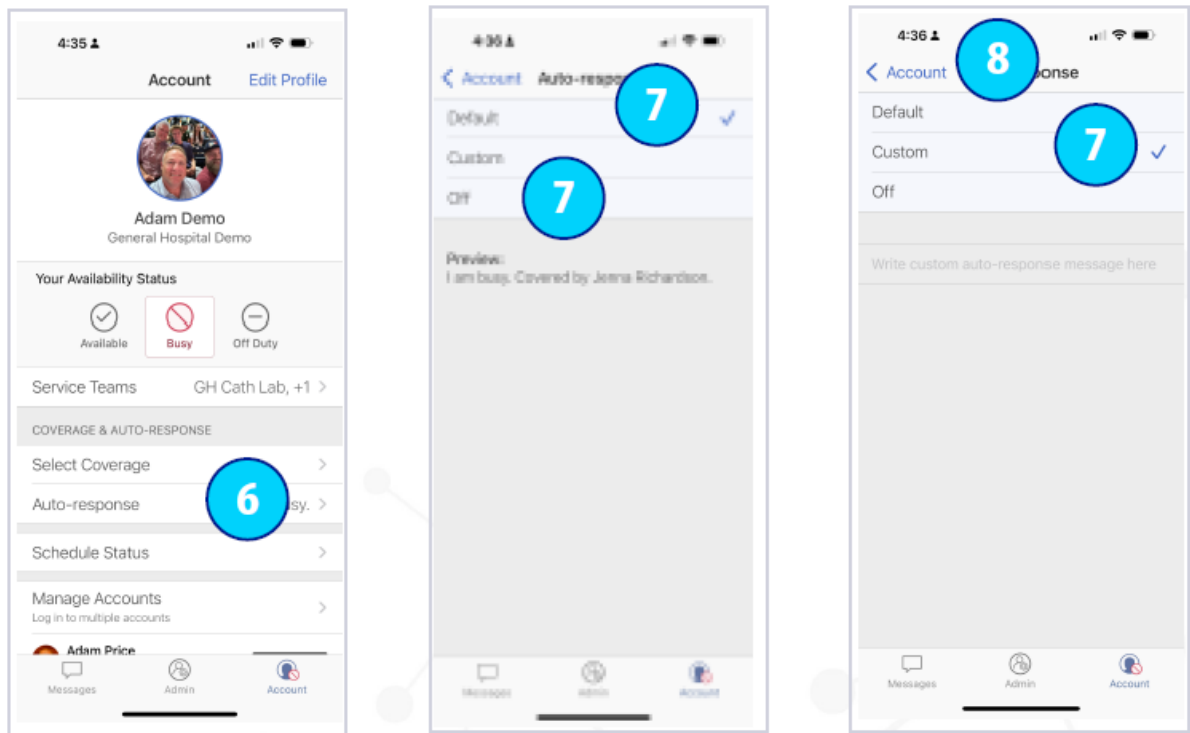 4:35
Account Edit Profile
Adam Demo
General Hospital Demo
Your Availability Status
Available Busy Off Duty
Service Teams GH Cath Lab, +1 >
COVERAGE & AUTO-RESPONSE
Select Coverage >
Auto-response 6 sy. >
Schedule Status >
Manage Accounts >
Log in to multiple accounts
Adam Price
Messages Admin Account
4:36
< Account Auto-respo
7
Default
Custom
Off 7
Preview:
I am busy. Covered by Jenna Richardson.
Messages Admin Account
4:36
8
< Account ponse
Default
Custom 7
Off
Write custom auto-response message here
Messages Admin Account